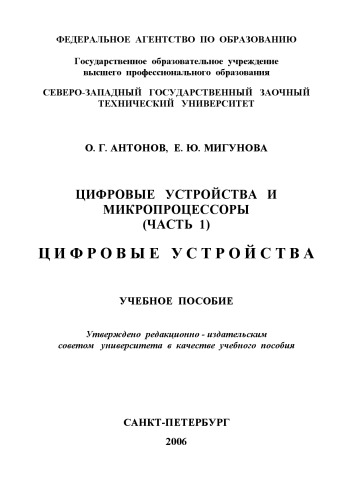 ФЕДЕРАЛЬНОЕ АГЕНТСТВО ПО ОБРАЗОВАНИЮ
Государственное образовательное учреждение
высшего профессионального образования
СЕВЕРО-ЗАПАДНЫЙ ГОСУДАРСТВЕННЫЙ ЗАОЧНЫЙ
ТЕХНИЧЕСКИЙ УНИВЕРСИТЕТ
О. Г. АНТОНОВ, Е. Ю. МИГУНОВА
ЦИФРОВЫЕ УСТРОЙСТВА И
МИКРОПРОЦЕССОРЫ
(ЧАСТЬ 1)
ЦИФРОВЫЕ УСТРОЙСТВА
УЧЕБНОЕ ПОСОБИЕ
Утверждено редакционно - издательским
советом университета в качестве учебного пособия
САНКТ-ПЕТЕРБУРГ
2006